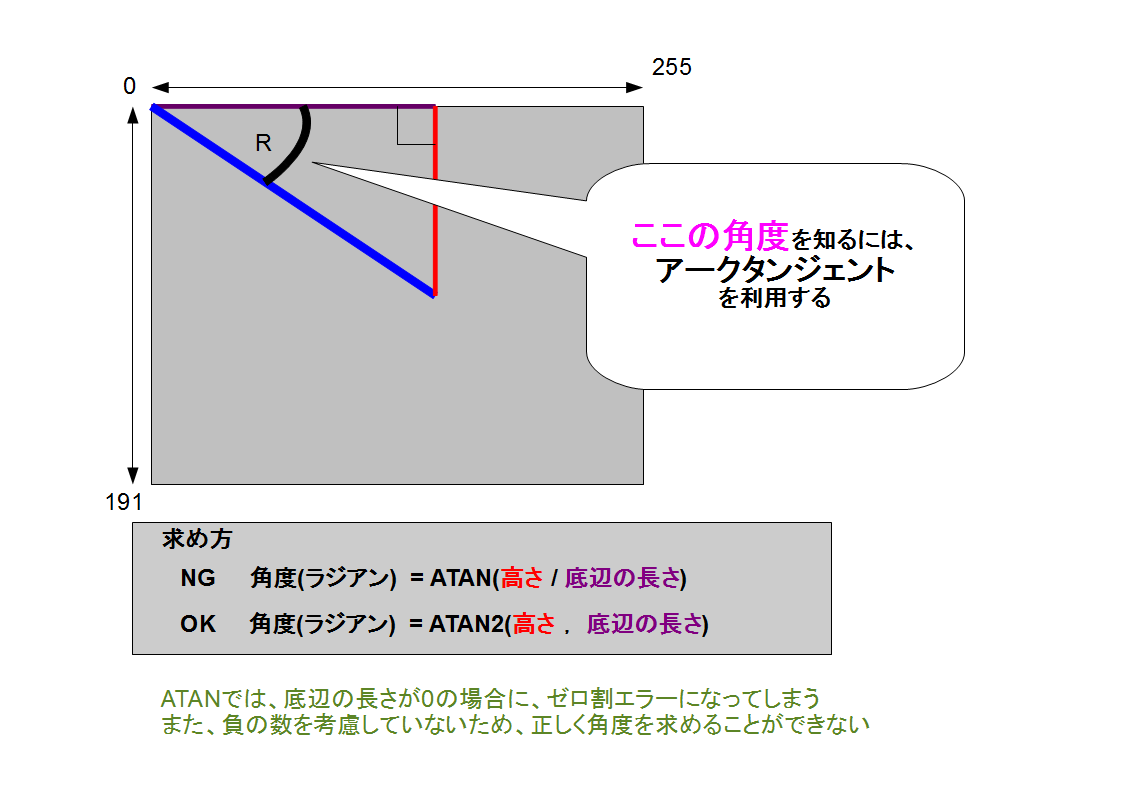 0
255
R
ここの角度を知るには、
アークタンジェント
を利用する
191
求め方
NG 角度(ラジアン) = ATAN(高さ / 底辺の長さ)
OK 角度(ラジアン) = ATAN2(高さ , 底辺の長さ)
ATANでは、底辺の長さが0の場合に、ゼロ割エラーになってしまう
また、負の数を考慮していないため、正しく角度を求めることができない